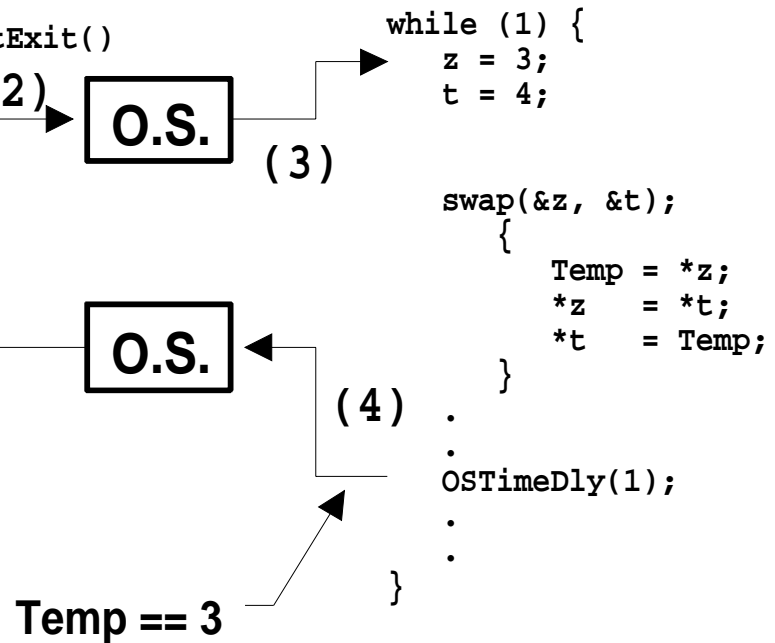 tExit()
2)
O.S.
(3)
while (1) {
z = 3;
t = 4;
swap(&z, &t);
{
Temp = *z;
*z = *t;
*t = Temp;
}
.
.
OSTimeDly(1);
.
.
}
O.S.
(4)
Temp == 3